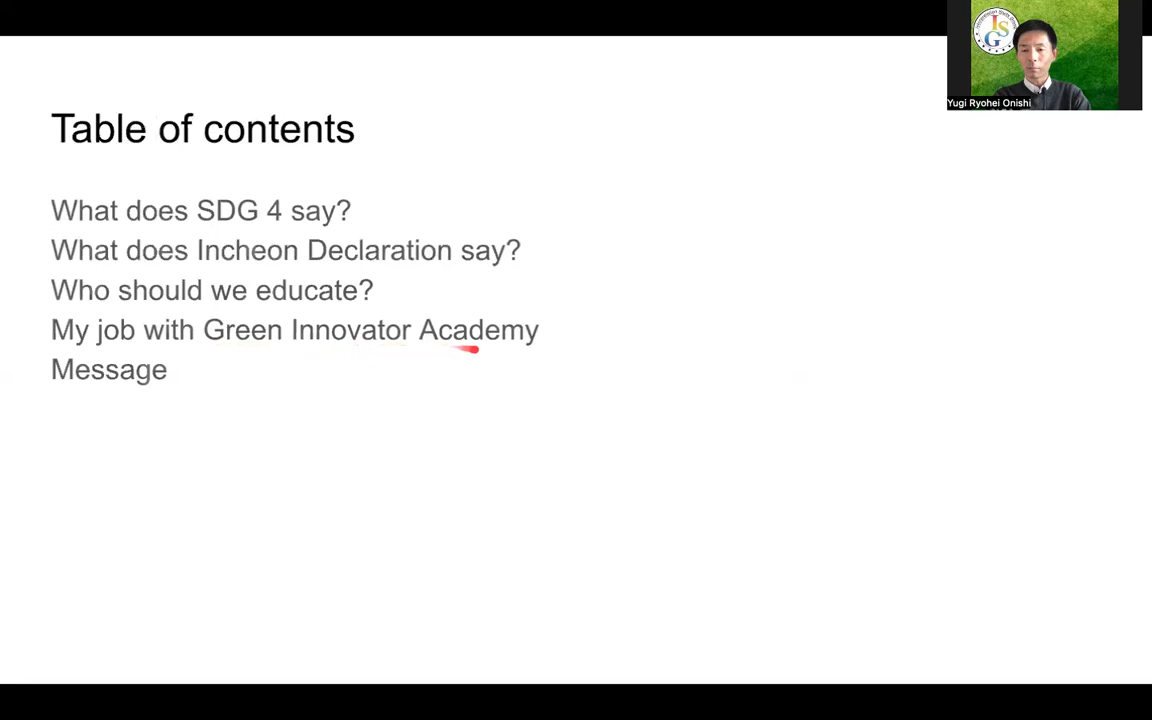 Table of contents
What does SDG 4 say?
What does Incheon Declaration say?
Who should we educate?
My job with Green Innovator Academy
Message
ISG
Yugi Ryohei Onishi